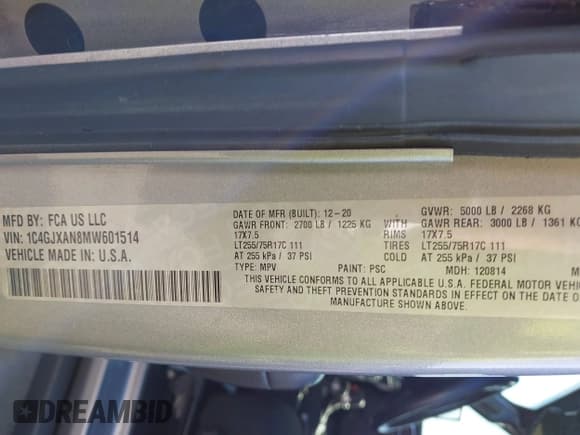 MFD BY: FCA US LLC
VIN: 1C4GJXAN8MW601514
VEHICLE MADE IN: U.S.A.
DATE OF MFR (BUILT): 12-20
GAWR FRONT: 2700 LB / 1225 KG WITH
17X7.5 RIMS
LT255/75R17C 111 TIRES
AT 255 kPa / 37 PSI COLD
GVWR: 5000 LB / 2268 KG
GAWR REAR: 3000 LB / 1361 KG
17X7.5
LT255/75R17C 111
AT 255 kPa / 37 PSI
TYPE: MPV PAINT: PSC MDH: 120814
THIS VEHICLE CONFORMS TO ALL APPLICABLE U.S.A. FEDERAL MOTOR VEHICLE
SAFETY AND THEFT PREVENTION STANDARDS IN EFFECT ON THE DATE O
MANUFACTURE SHOWN ABOVE.
DREAMBID